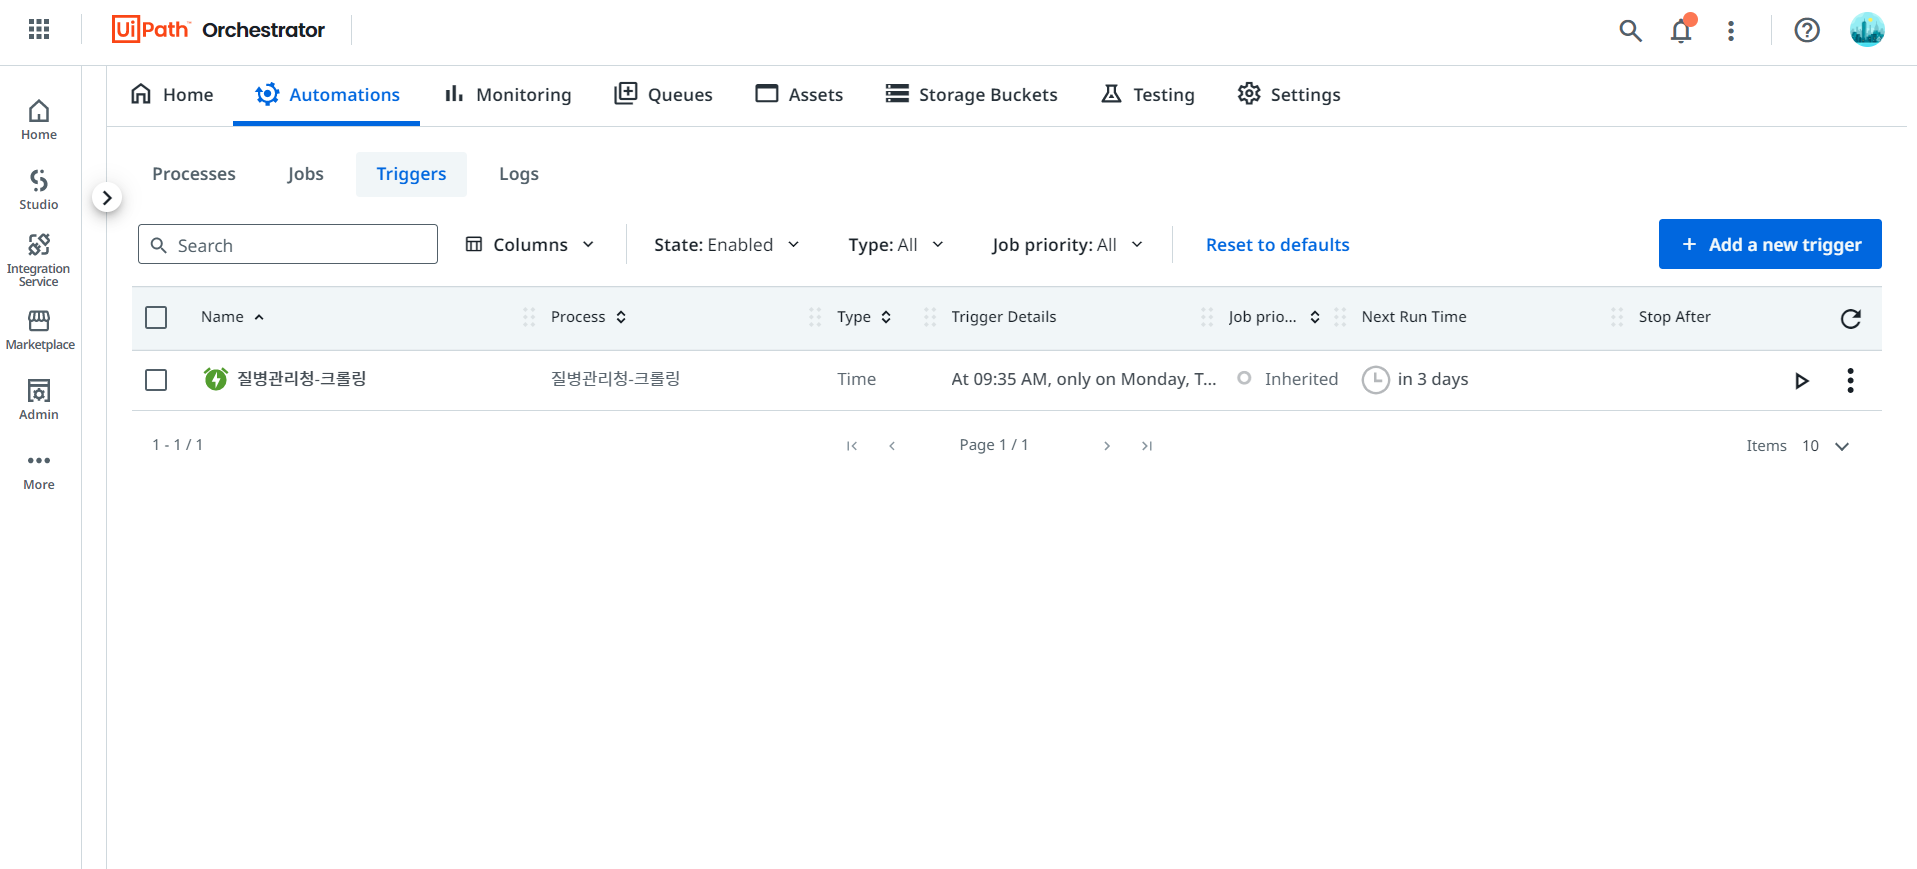 UiPath Orchestrator
Home
Automations
Monitoring
Queues
Assets
Storage Buckets
Testing
Settings
Home
Studio
Integration
Service
Marketplace
Admin
More
Processes
Jobs
Triggers
Logs
Search
Columns
State: Enabled
Type: All
Job priority: All
Reset to defaults
+ Add a new trigger
Name
Process
Type
Trigger Details
Job prio...
Next Run Time
Stop After
질병관리청-크롤링
질병관리청-크롤링
Time
At 09:35 AM, only on Monday, T...
Inherited
in 3 days
1 - 1 / 1
Page 1 / 1
Items 10